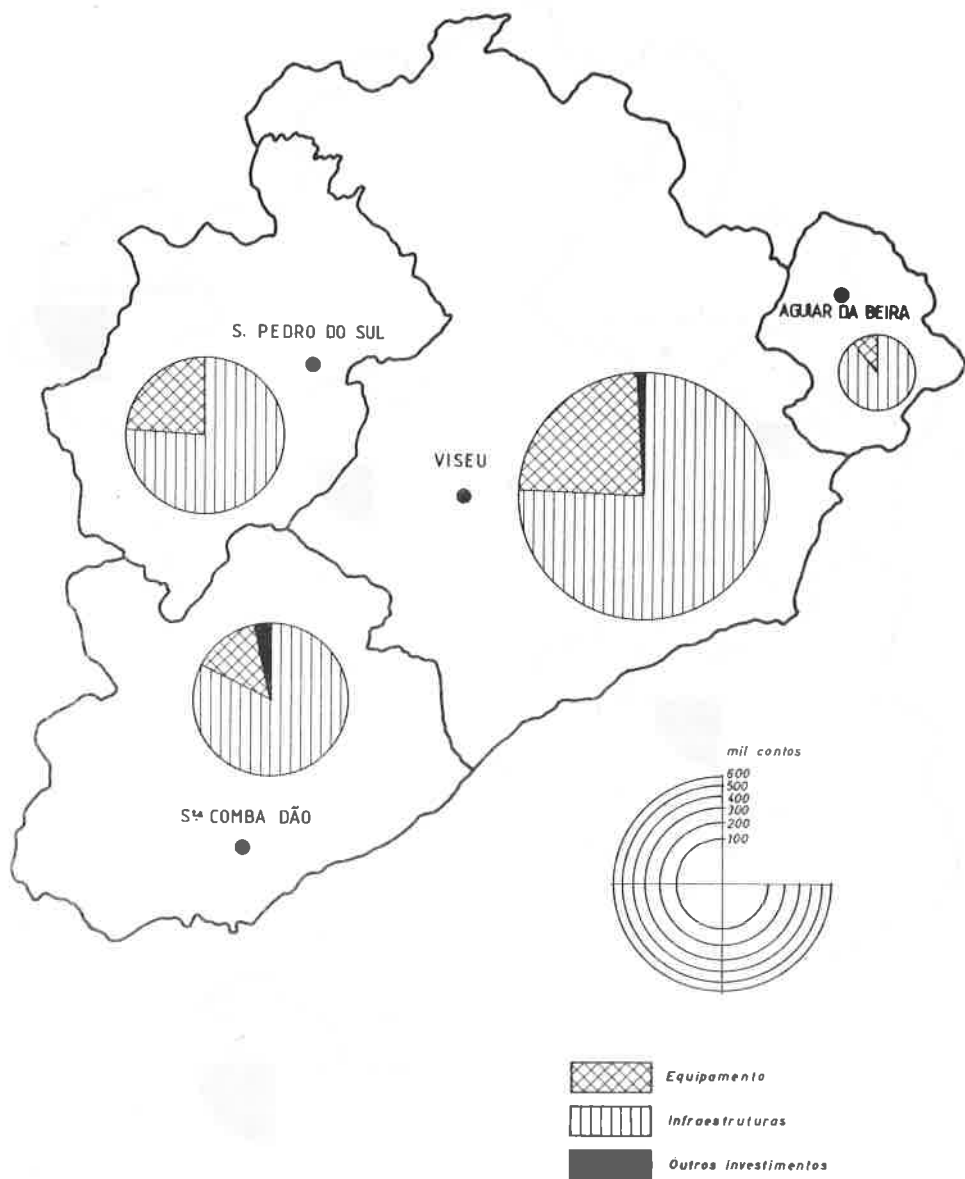 AGUIAR DA BEIRA
S. PEDRO DO SUL
VISEU
Sta COMBA DÃO
mil contos
600
500
400
300
200
100
Equipamento
Infraestruturas
Outros investimentos